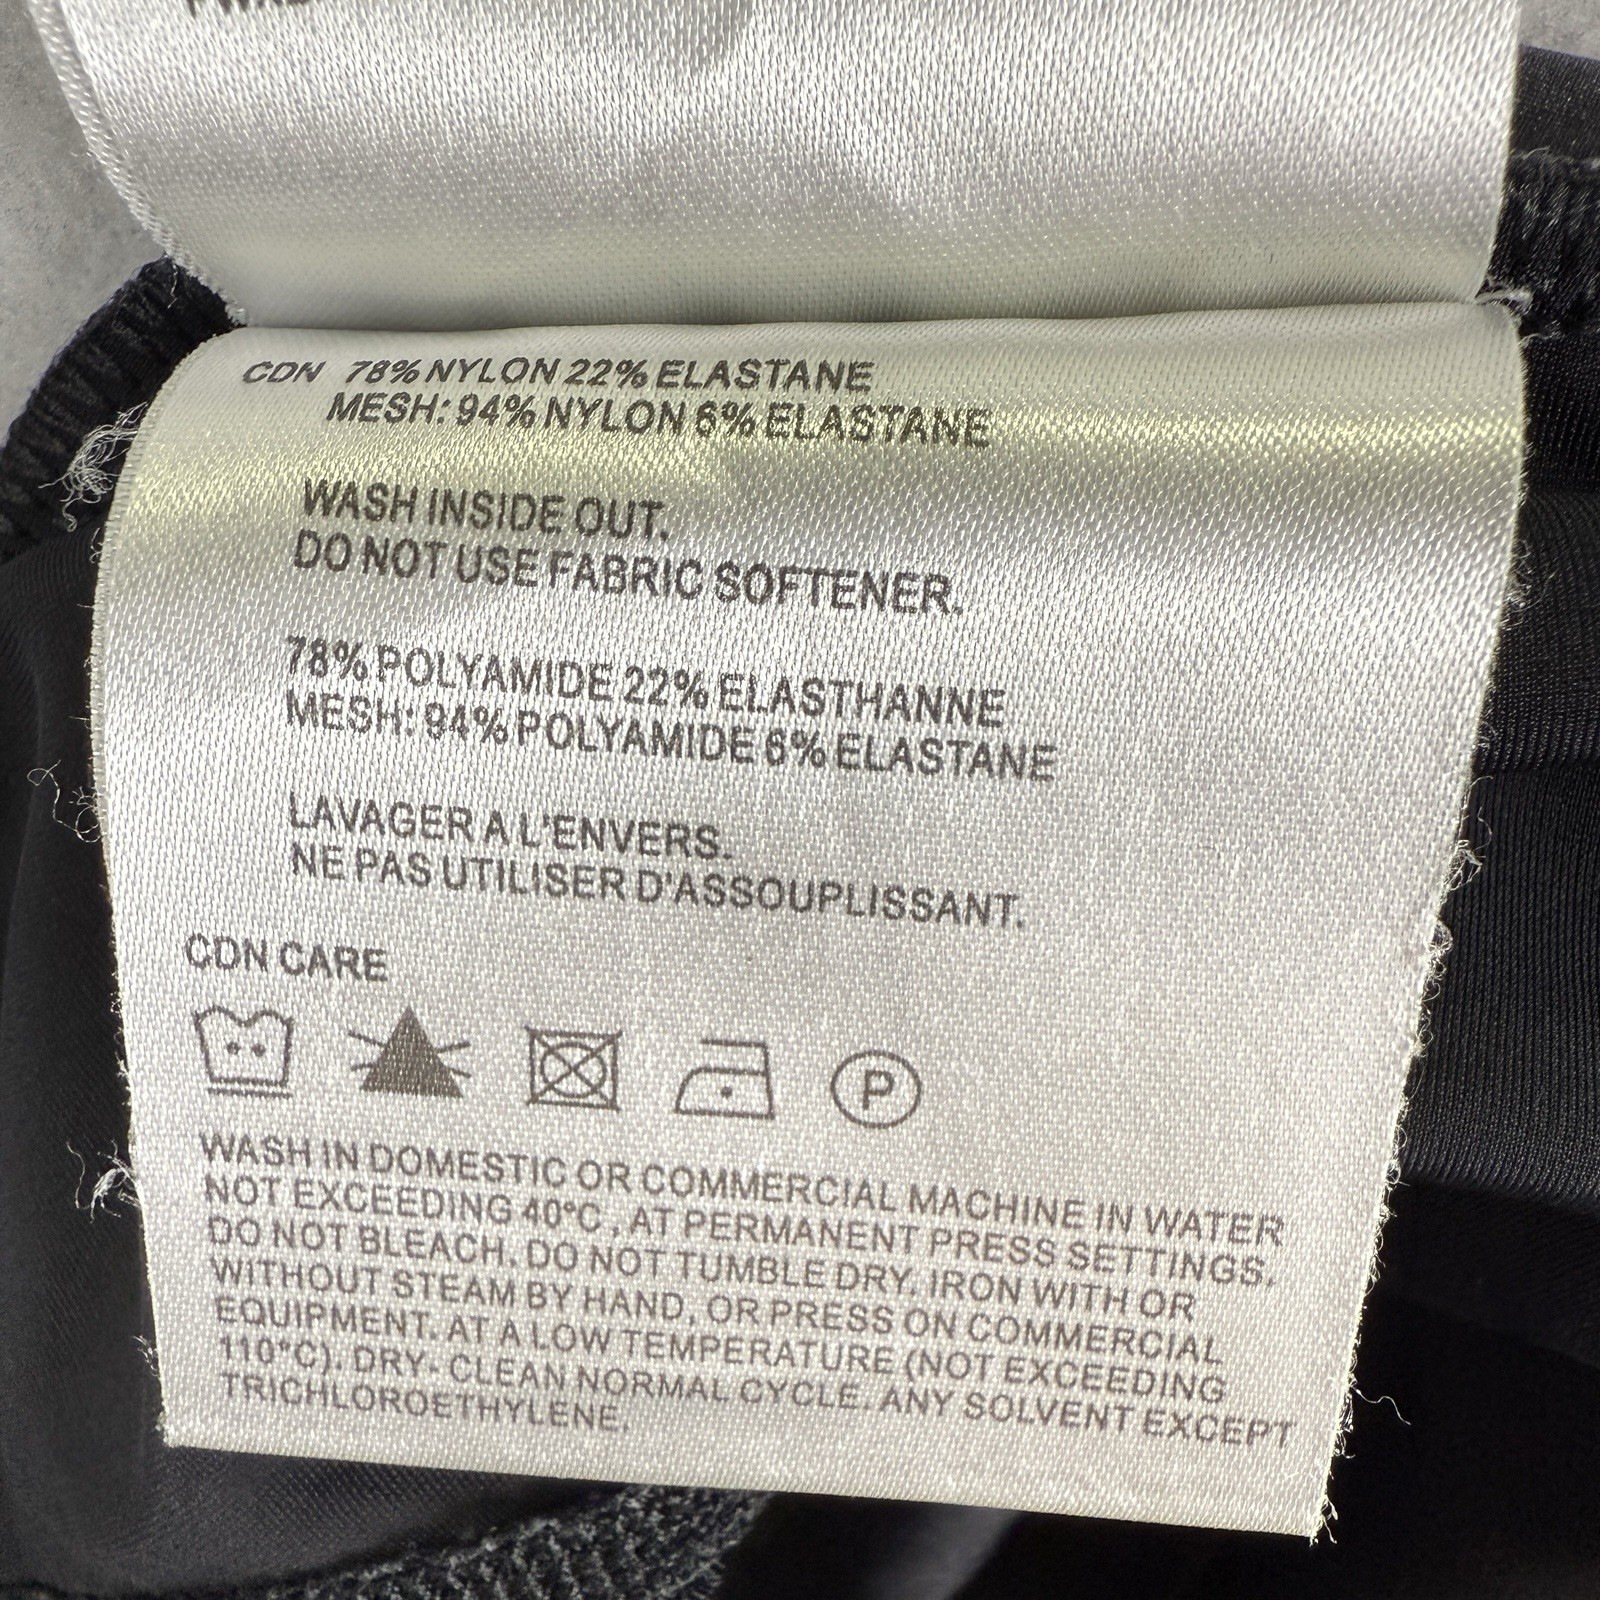 CDN 78% NYLON 22% ELASTANE
MESH: 94% NYLON 6% ELASTANE
WASH INSIDE OUT.
DO NOT USE FABRIC SOFTENER.
78% POLYAMIDE 22% ELASTHANNE
MESH: 94% POLYAMIDE 6% ELASTANE
LAVAGER A L'ENVERS.
NE PAS UTILISER D'ASSOUPLISSANT.
CDN CARE
P
WASH IN DOMESTIC OR COMMERCIAL MACHINE IN WATER
NOT EXCEEDING 40°C, AT PERMANENT PRESS SETTINGS.
DO NOT BLEACH. DO NOT TUMBLE DRY. IRON WITH OR
WITHOUT STEAM BY HAND, OR PRESS ON COMMERCIAL
EQUIPMENT. AT A LOW TEMPERATURE (NOT EXCEEDING
110°C). DRY- CLEAN NORMAL CYCLE. ANY SOLVENT EXCEPT
TRICHLOROETHYLENE.